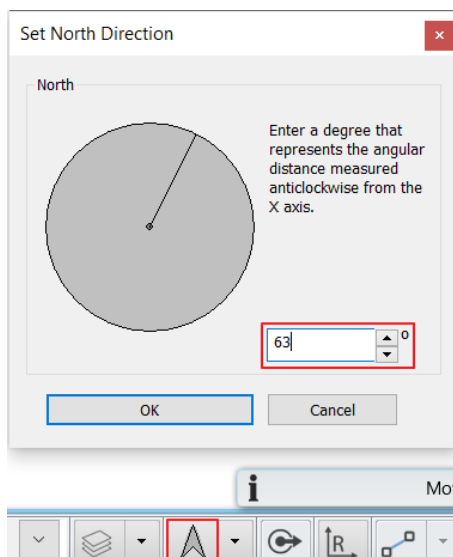 Set North Direction
North
Enter a degree that
represents the angular
distance measured
anticlockwise from the
X axis.
63 °
OK Cancel
i Mo
R